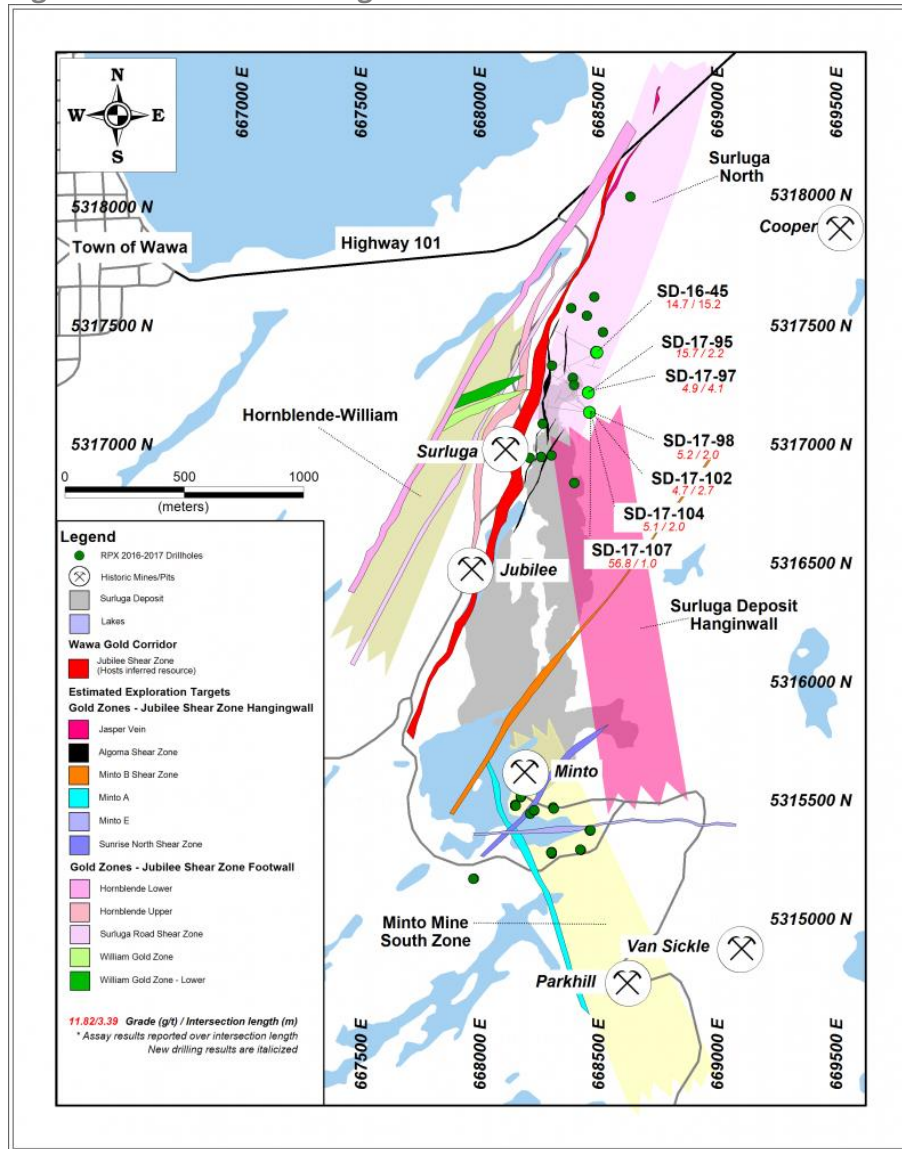 N
W
E
S
667000 E
667500 E
668000 E
668500 E
669000 E
669500 E
Surluga
North
5318000 N
5318000 N
Cooper
Town of Wawa
Highway 101
SD-16-45
14.7 / 15.2
5317500 N
5317500 N
SD-17-95
15.7 / 2.2
SD-17-97
4.9 / 4.1
Hornblende-William
SD-17-98
5.2 / 2.0
5317000 N
5317000 N
Surluga
SD-17-102
4.7 / 2.7
0 500 1000
(meters)
SD-17-104
5.1 / 2.0
SD-17-107
56.8 / 1.0
5316500 N
Jubilee
Surluga Deposit
Hanginwall
5316000 N
Minto
5315500 N
Minto Mine
South Zone
5315000 N
Van Sickle
Parkhill
667500 E
668000 E
668500 E
669000 E
669500 E
Legend
RPX 2016-2017 Drillholes
Historic Mines/Pits
Surluga Deposit
Lakes
Wawa Gold Corridor
Jubilee Shear Zone
(Hosts inferred resource)
Estimated Exploration Targets
Gold Zones - Jubilee Shear Zone Hangingwall
Jasper Vein
Algoma Shear Zone
Minto B Shear Zone
Minto A
Minto E
Sunrise North Shear Zone
Gold Zones - Jubilee Shear Zone Footwall
Hornblende Lower
Hornblende Upper
Surluga Road Shear Zone
William Gold Zone
William Gold Zone - Lower
11.82/3.39 Grade (g/t) / Intersection length (m)
* Assay results reported over intersection length
New drilling results are italicized